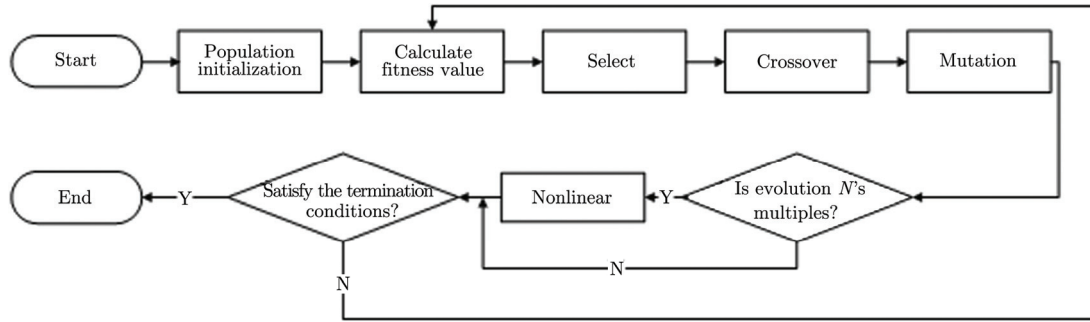 Start
Population
initialization
Calculate
fitness value
Select
Crossover
Mutation
End
Y
Satisfy the termination
conditions?
Nonlinear
Y
Is evolution N's
multiples?
N
N